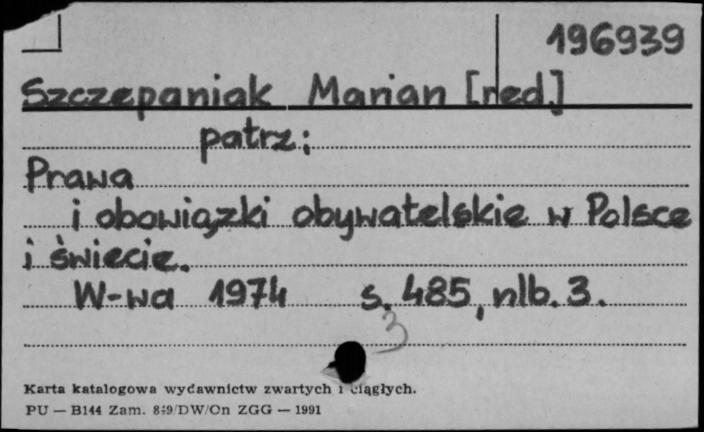 196939
Szczepaniak Marian [red.]
patrz:
Prawa
i obowiązki obywatelskie w Polsce
i świecie.
W-wa 1974 s. 485, nlb. 3.
3
Karta katalogowa wydawnictw zwartych i ciągłych.
PU — B144 Zam. 849/DW/On ZGG — 1991